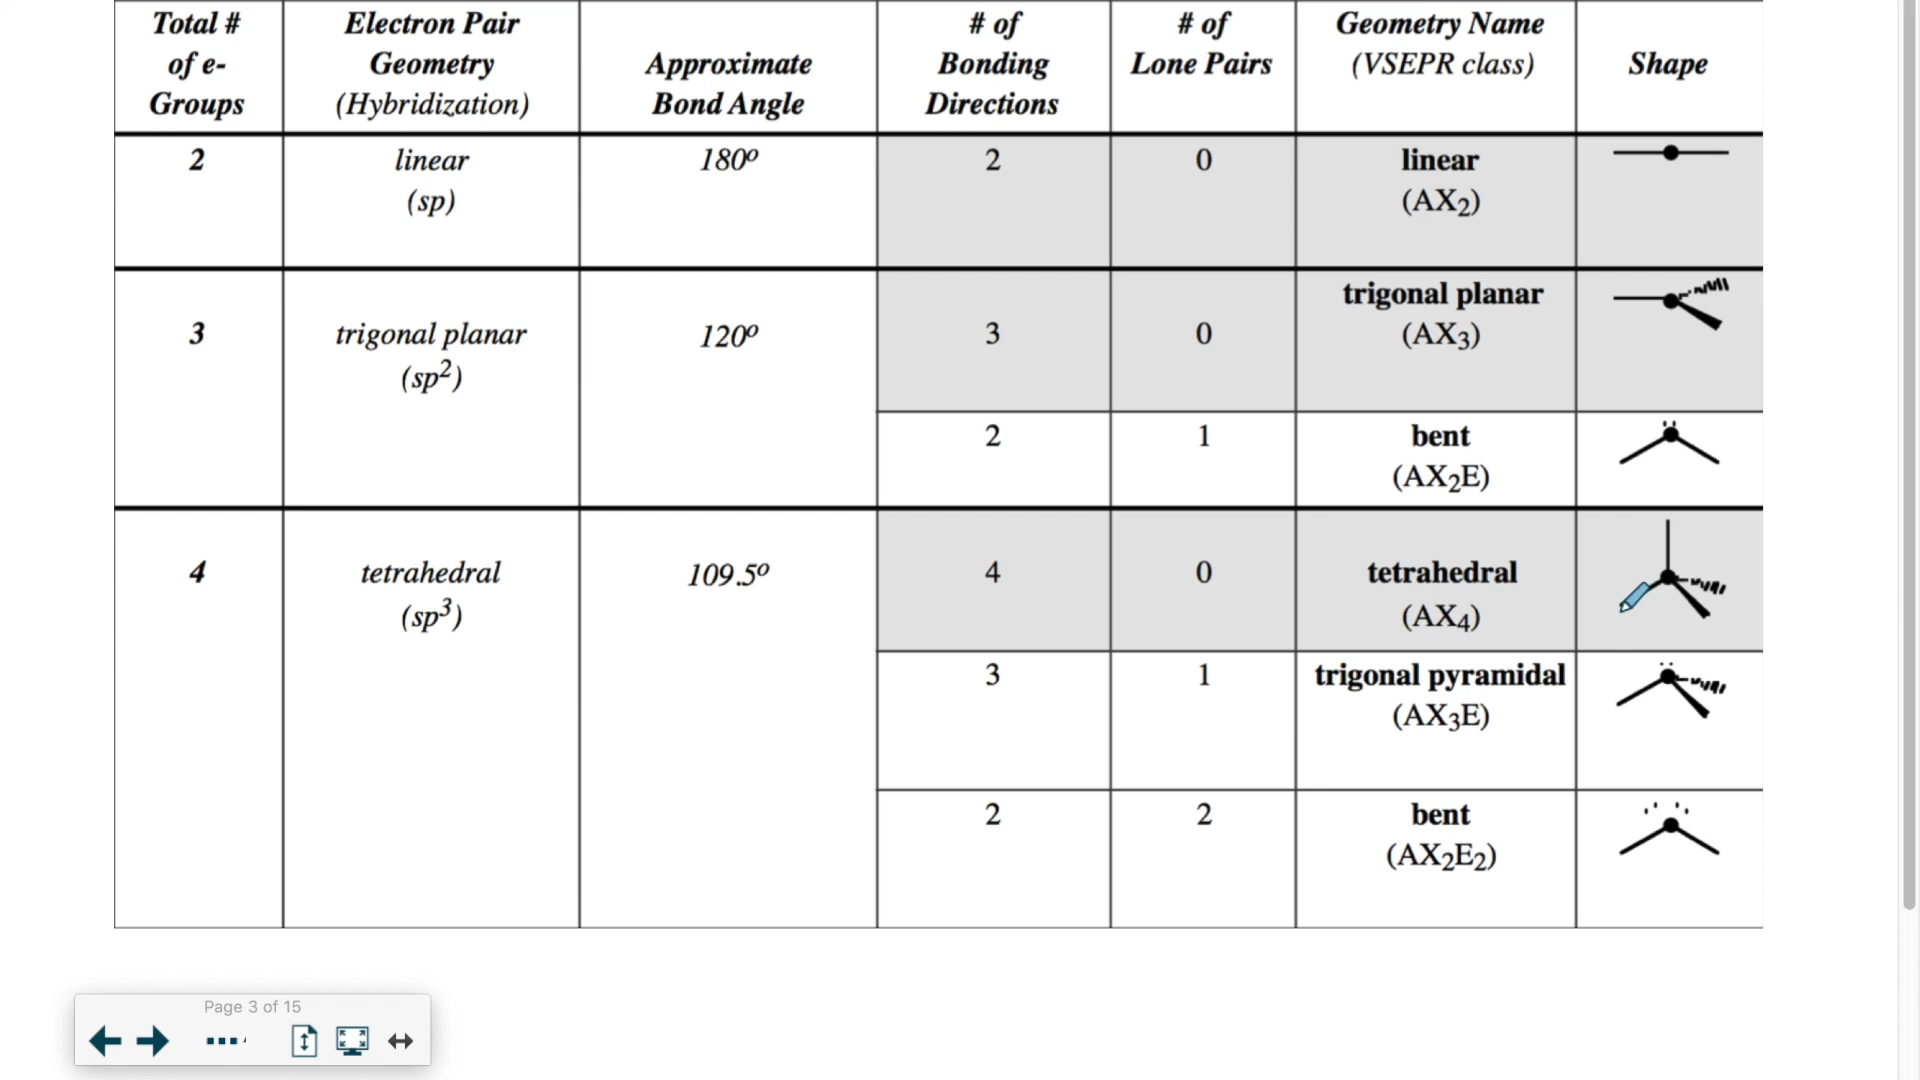 Total # of e- Groups
Electron Pair Geometry (Hybridization)
Approximate Bond Angle
# of Bonding Directions
# of Lone Pairs
Geometry Name (VSEPR class)
Shape
2
linear
(sp)
180º
2
0
linear
(AX₂)
3
trigonal planar
(sp²)
120º
3
0
trigonal planar
(AX₃)
2
1
bent
(AX₂E)
4
tetrahedral
(sp³)
109.5º
4
0
tetrahedral
(AX₄)
3
1
trigonal pyramidal
(AX₃E)
2
2
bent
(AX₂E₂)
Page 3 of 15